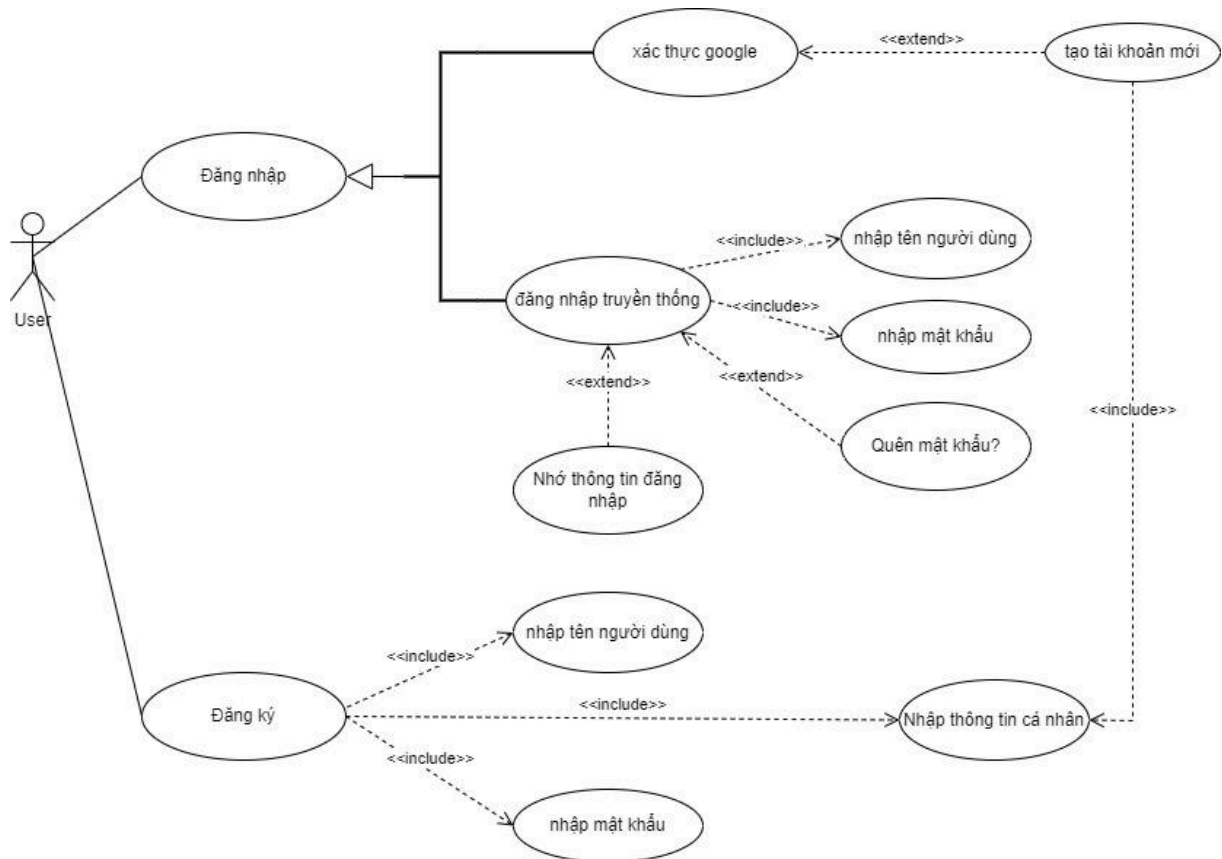 <<extend>>
xác thực google
tạo tải khoản mới
Đăng nhập
<<include>>
nhập tên người dùng
đăng nhập truyền thống
<<include>>
nhập mật khẩu
User
<<extend>>
<<extend>>
<<include>>
Quên mật khẩu?
Nhớ thông tin đăng
nhập
nhập tên người dùng
<<include>>
<<include>>
Đăng ký
Nhập thông tin cá nhân
<<include>>
nhập mật khẩu